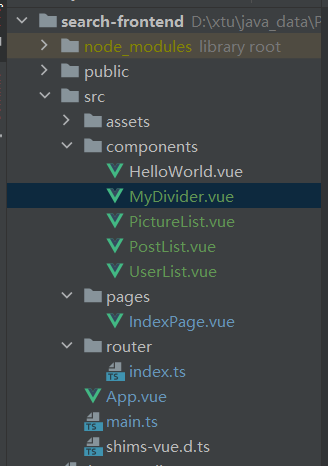 search-frontend D:\xtu\java_data\P
node_modules library root
public
src
assets
components
HelloWorld.vue
MyDivider.vue
PictureList.vue
PostList.vue
UserList.vue
pages
IndexPage.vue
router
index.ts
App.vue
main.ts
shims-vue.d.ts